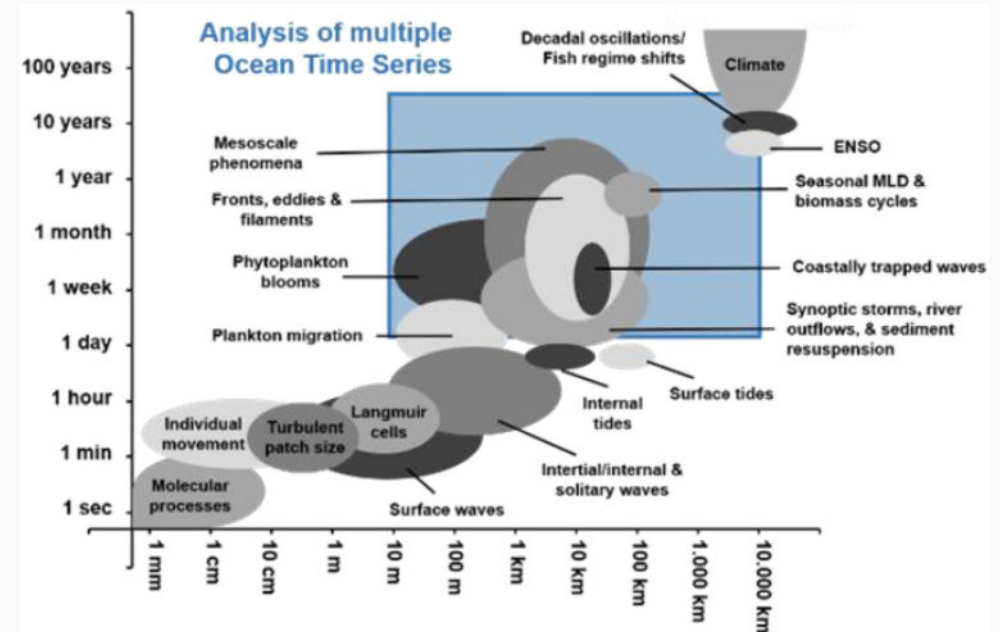 Analysis of multiple
Ocean Time Series
Decadal oscillations/
Fish regime shifts
Climate
100 years
10 years
1 year
1 month
1 week
1 day
1 hour
1 min
1 sec
Mesoscale
phenomena
Fronts, eddies &
filaments
Phytoplankton
blooms
Plankton migration
ENSO
Seasonal MLD &
biomass cycles
Coastally trapped waves
Synoptic storms, river
outflows, & sediment
resuspension
Surface tides
Internal
tides
Intertial/internal &
solitary waves
Surface waves
Langmuir
cells
Individual
movement
Turbulent
patch size
Molecular
processes
1 mm
1 cm
10 cm
1 m
10 m
100 m
1 km
10 km
100 km
1.000 km
10.000 km